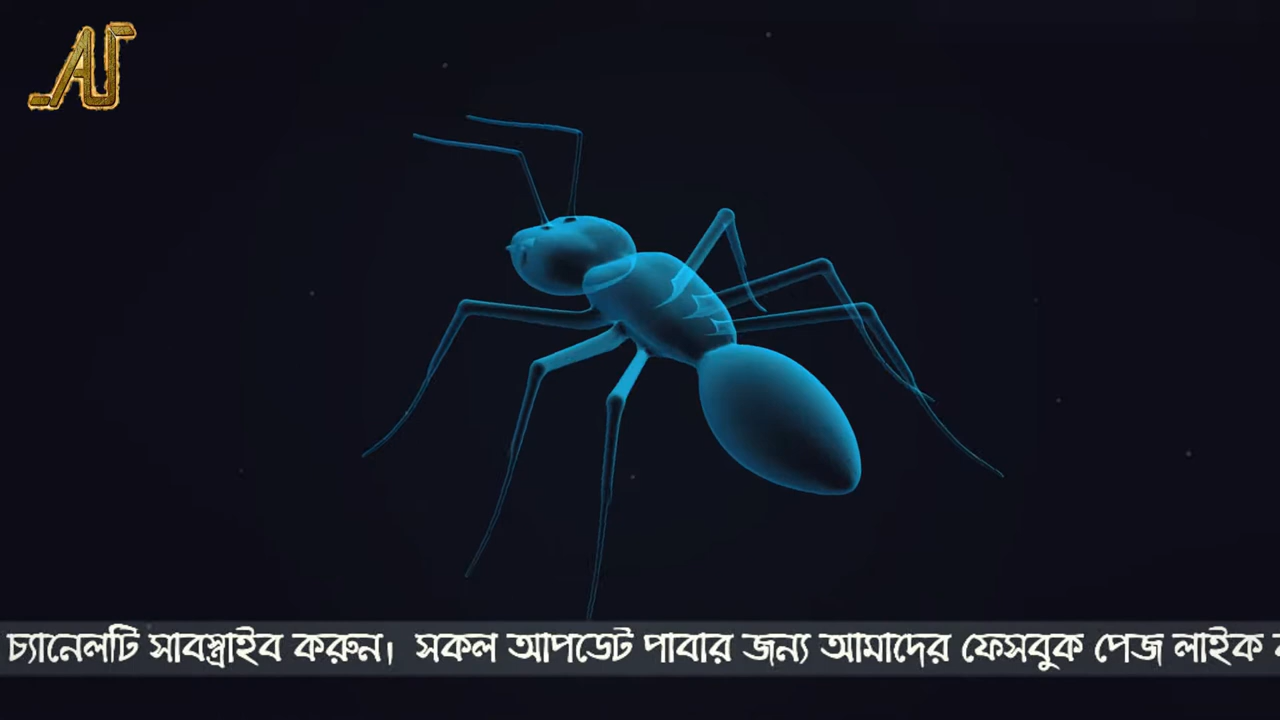 AJ
চ্যানেলটি সাবস্ক্রাইব করুন। সকল আপডেট পাবার জন্য আমাদের ফেসবুক পেজ লাইক